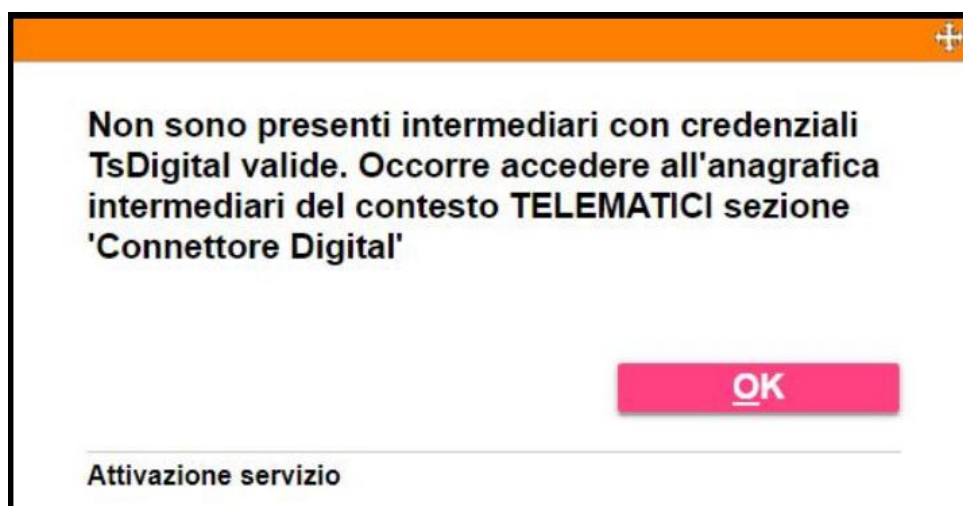 Non sono presenti intermediari con credenziali
TsDigital valide. Occorre accedere all'anagrafica
intermediari del contesto TELEMATICI sezione
'Connettore Digital'
OK
Attivazione servizio